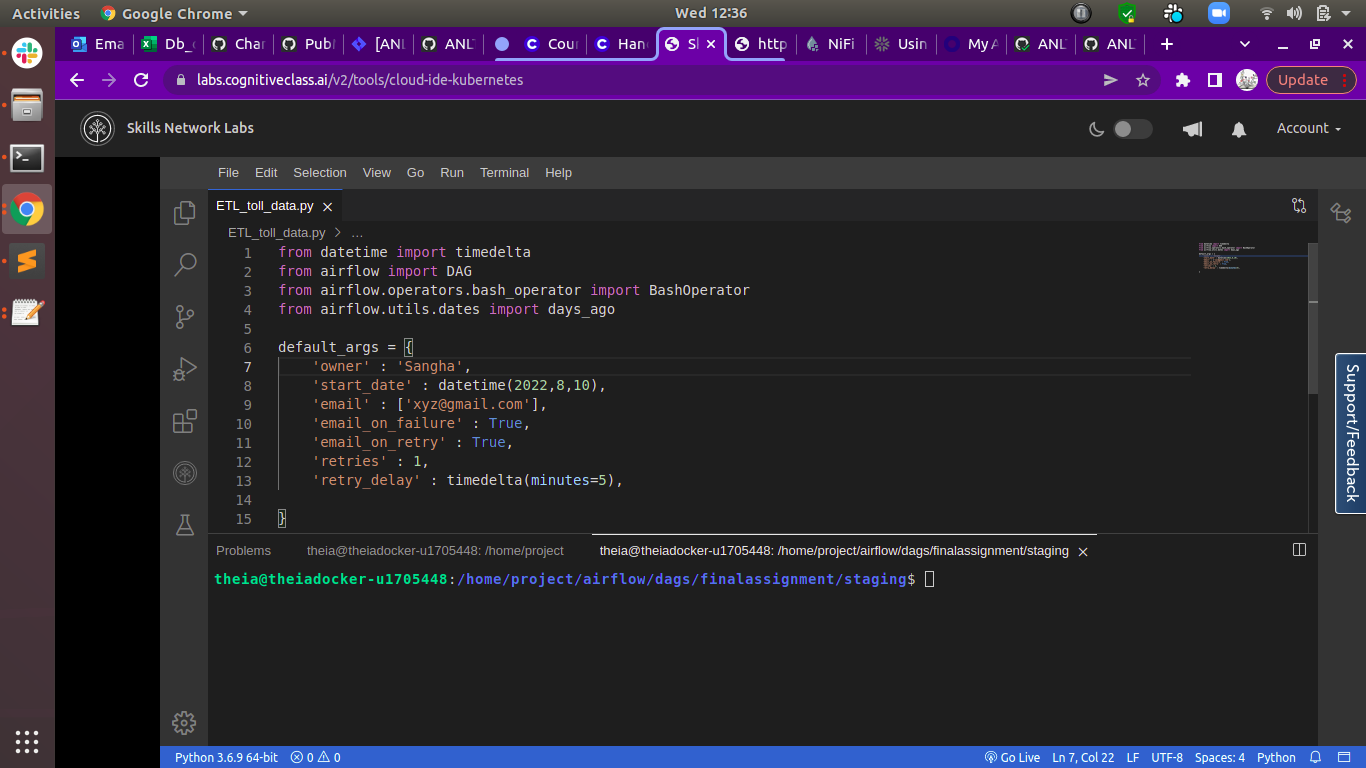 Activities Google Chrome Wed 12:36
Ema Db_ Char Publ [ANL ANL Cour Hand Sk http NiFi Usin My A ANL ANL
labs.cognitiveclass.ai/v2/tools/cloud-ide-kubernetes Update
Skills Network Labs Account
File Edit Selection View Go Run Terminal Help
ETL_toll_data.py
ETL_toll_data.py > ...
1 from datetime import timedelta
2 from airflow import DAG
3 from airflow.operators.bash_operator import BashOperator
4 from airflow.utils.dates import days_ago
5
6 default_args = {
7 'owner' : 'Sangha',
8 'start_date' : datetime(2022,8,10),
9 'email' : ['xyz@gmail.com'],
10 'email_on_failure' : True,
11 'email_on_retry' : True,
12 'retries' : 1,
13 'retry_delay' : timedelta(minutes=5),
14
15 }
Support/Feedback
Problems theia@theiadocker-u1705448: /home/project theia@theiadocker-u1705448: /home/project/airflow/dags/finalassignment/staging
theia@theiadocker-u1705448:/home/project/airflow/dags/finalassignment/staging$
Python 3.6.9 64-bit 0 0 Go Live Ln 7, Col 22 LF UTF-8 Spaces: 4 Python